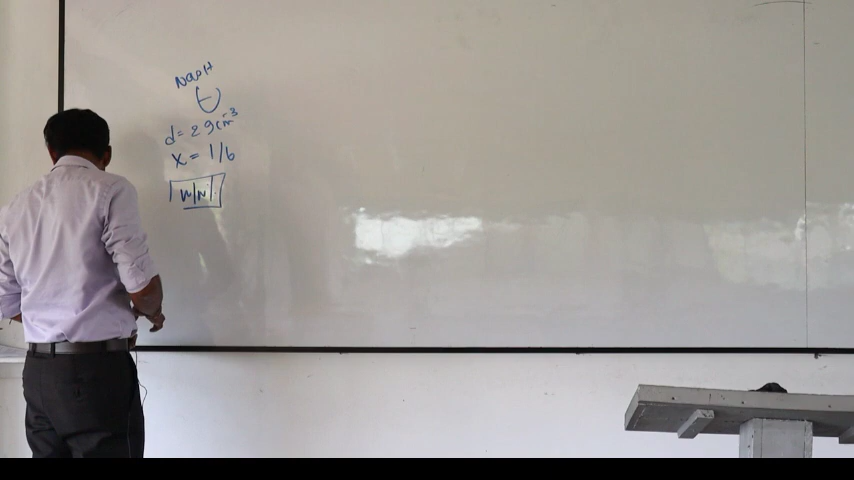 NaOH
d = 2 gcm⁻³
x = 1/6
W/W